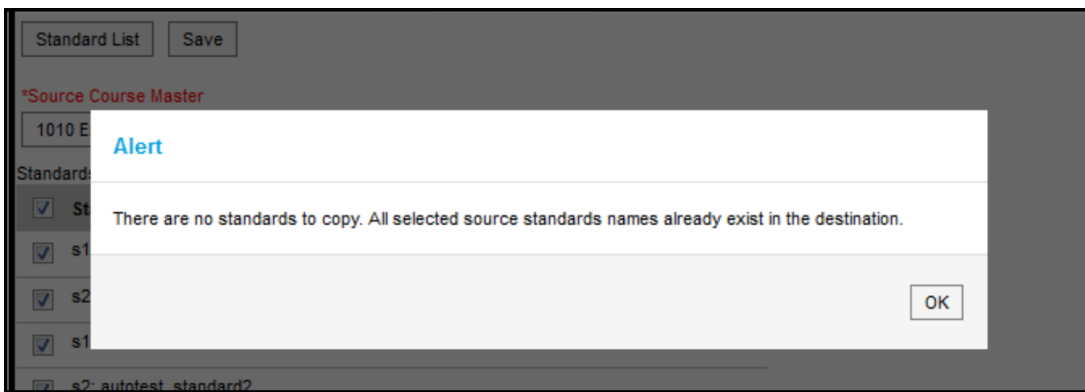 Standard List Save
*Source Course Master
1010 E
Alert
Standard
St
There are no standards to copy. All selected source standards names already exist in the destination.
s1
s2
OK
s1
s2: autotest_standard2